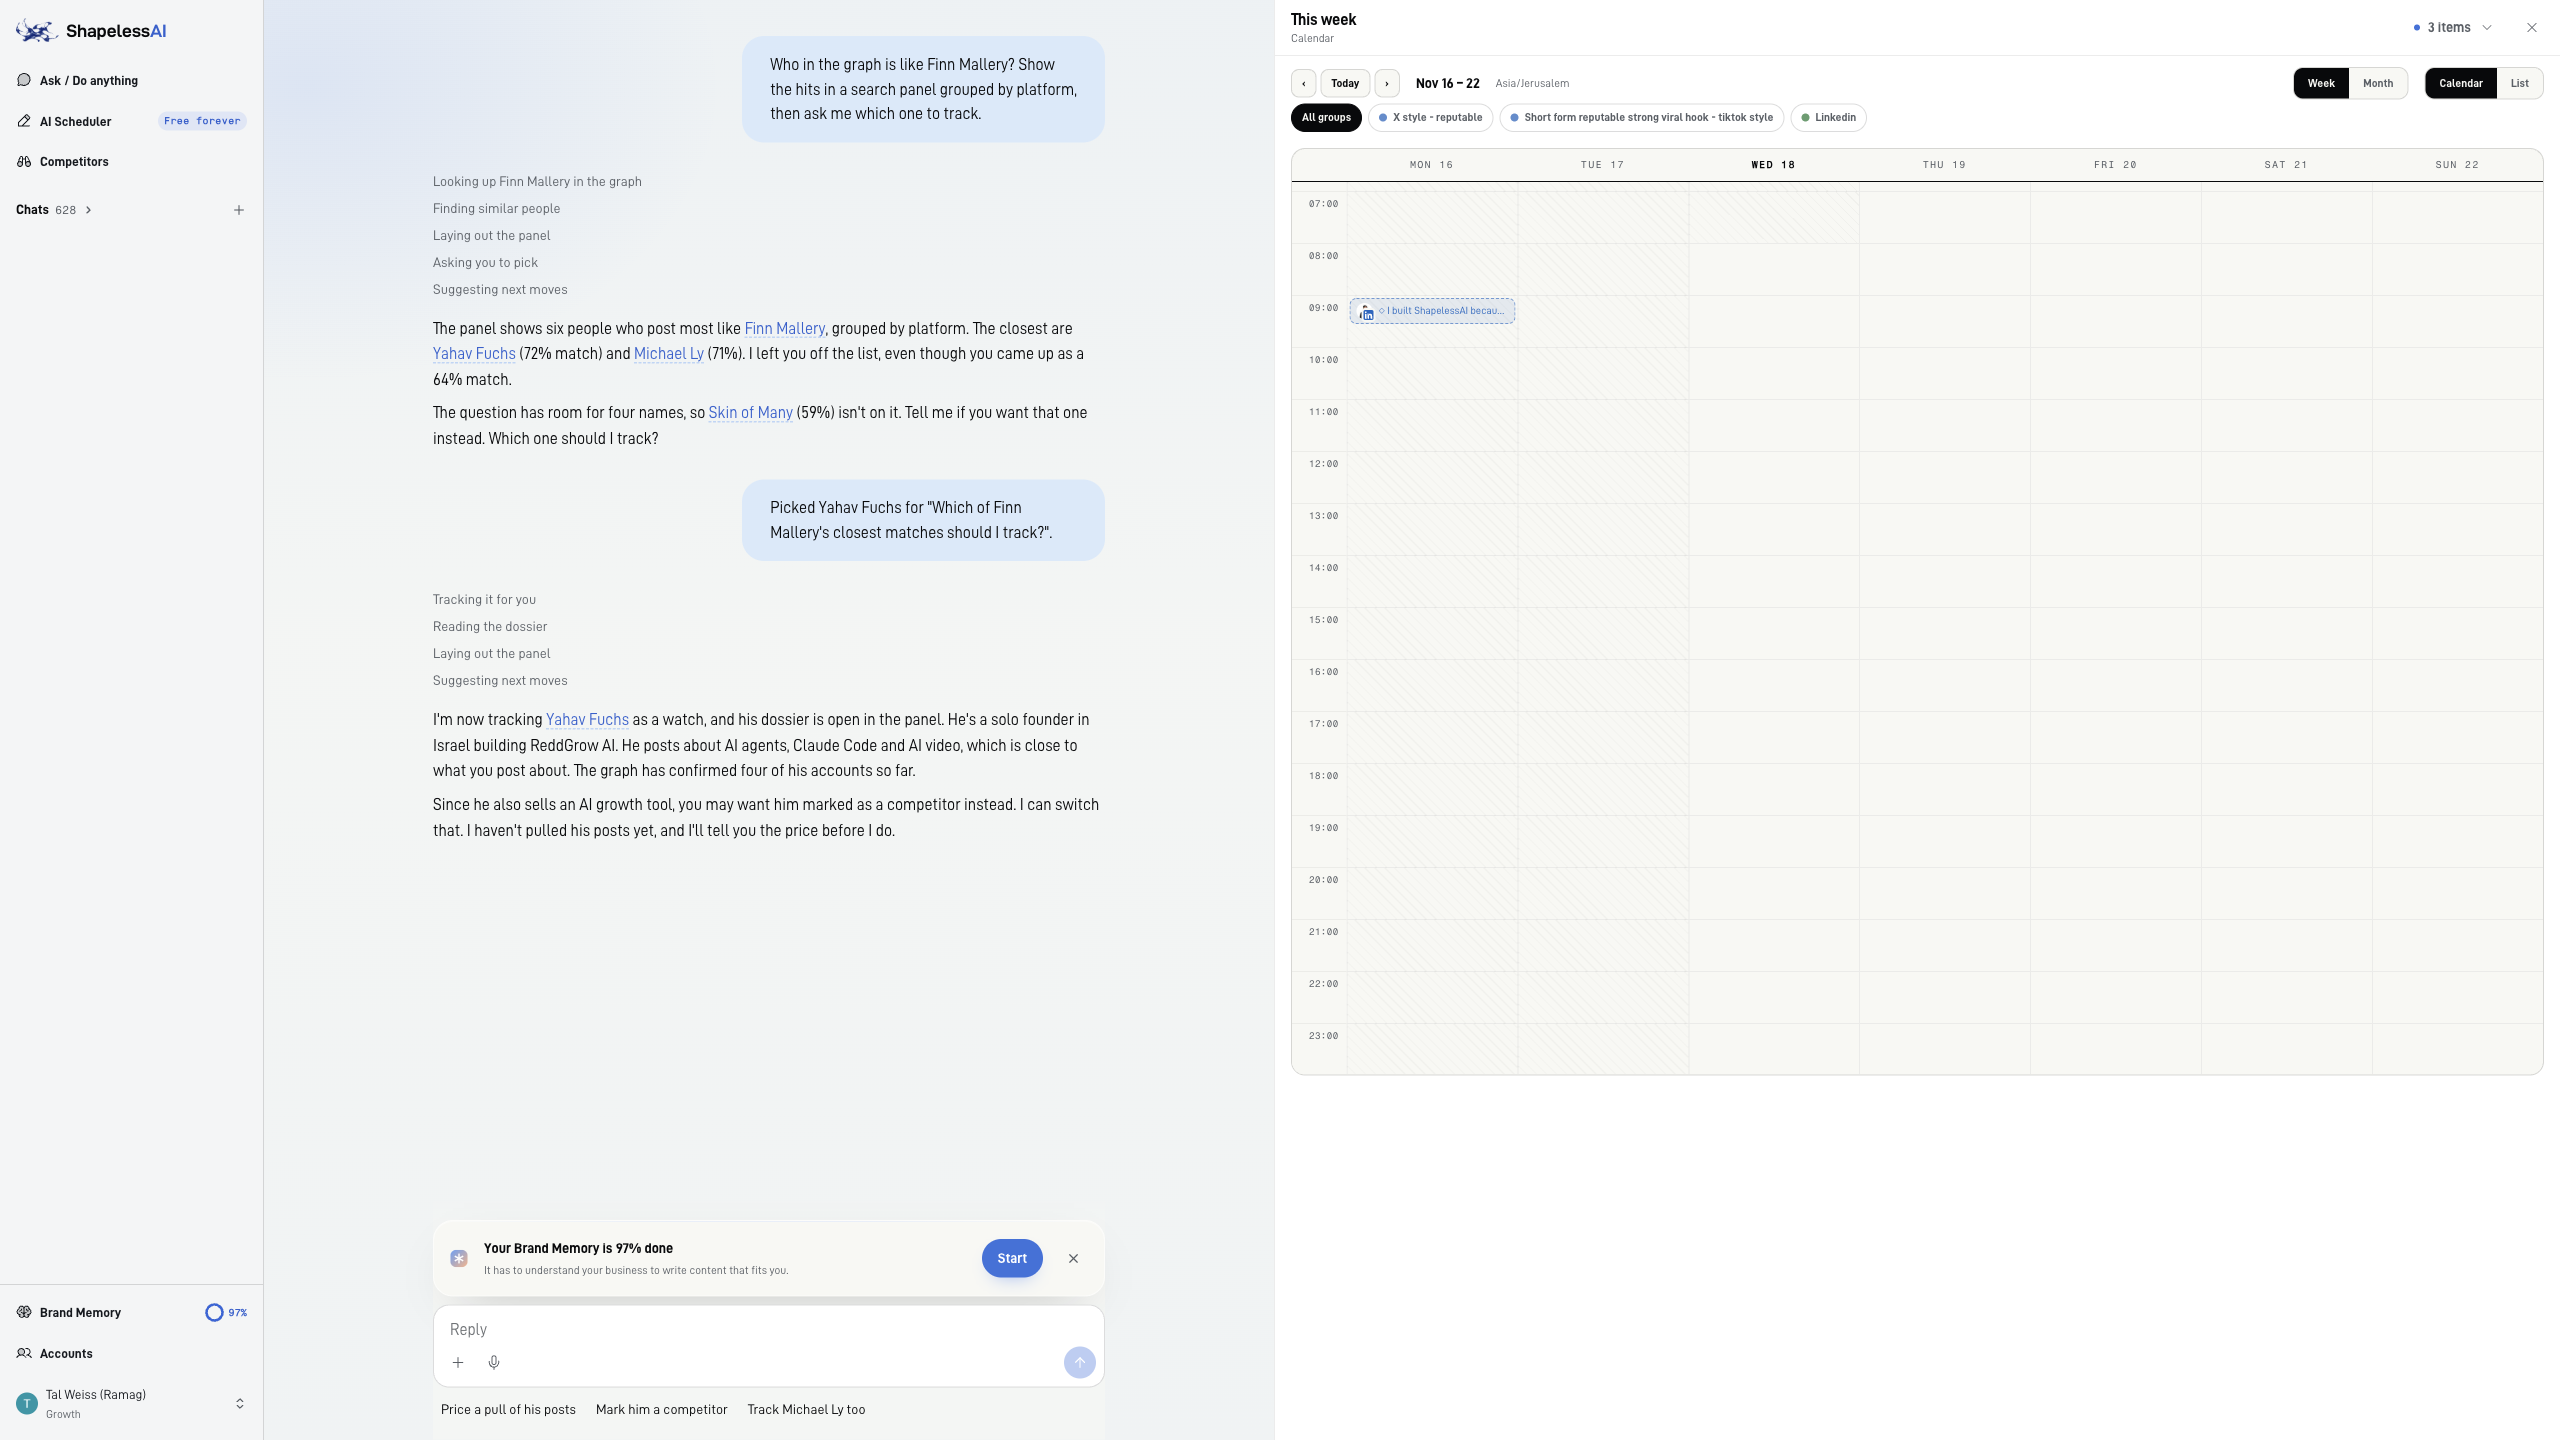 ShapelessAI
Ask / Do anything
AI Scheduler
Free forever
Competitors
Chats 628
Brand Memory
97%
Accounts
T
Tal Weiss (Ramag)
Growth
Who in the graph is like Finn Mallery? Show
the hits in a search panel grouped by platform,
then ask me which one to track.
Looking up Finn Mallery in the graph
Finding similar people
Laying out the panel
Asking you to pick
Suggesting next moves
The panel shows six people who post most like Finn Mallery, grouped by platform. The closest are
Yahav Fuchs (72% match) and Michael Ly (71%). I left you off the list, even though you came up as a
64% match.
The question has room for four names, so Skin of Many (59%) isn't on it. Tell me if you want that one
instead. Which one should I track?
Picked Yahav Fuchs for "Which of Finn
Mallery's closest matches should I track?".
Tracking it for you
Reading the dossier
Laying out the panel
Suggesting next moves
I'm now tracking Yahav Fuchs as a watch, and his dossier is open in the panel. He's a solo founder in
Israel building ReddGrow AI. He posts about AI agents, Claude Code and AI video, which is close to
what you post about. The graph has confirmed four of his accounts so far.
Since he also sells an AI growth tool, you may want him marked as a competitor instead. I can switch
that. I haven't pulled his posts yet, and I'll tell you the price before I do.
Your Brand Memory is 97% done
It has to understand your business to write content that fits you.
Start
Reply
Price a pull of his posts
Mark him a competitor
Track Michael Ly too
This week
Calendar
3 items
Today
Nov 16 – 22
Asia/Jerusalem
Week
Month
Calendar
List
All groups
X style - reputable
Short form reputable strong viral hook - tiktok style
Linkedin
MON 16
TUE 17
WED 18
THU 19
FRI 20
SAT 21
SUN 22
07:00
08:00
09:00
in
I built ShapelessAI becau...
10:00
11:00
12:00
13:00
14:00
15:00
16:00
17:00
18:00
19:00
20:00
21:00
22:00
23:00